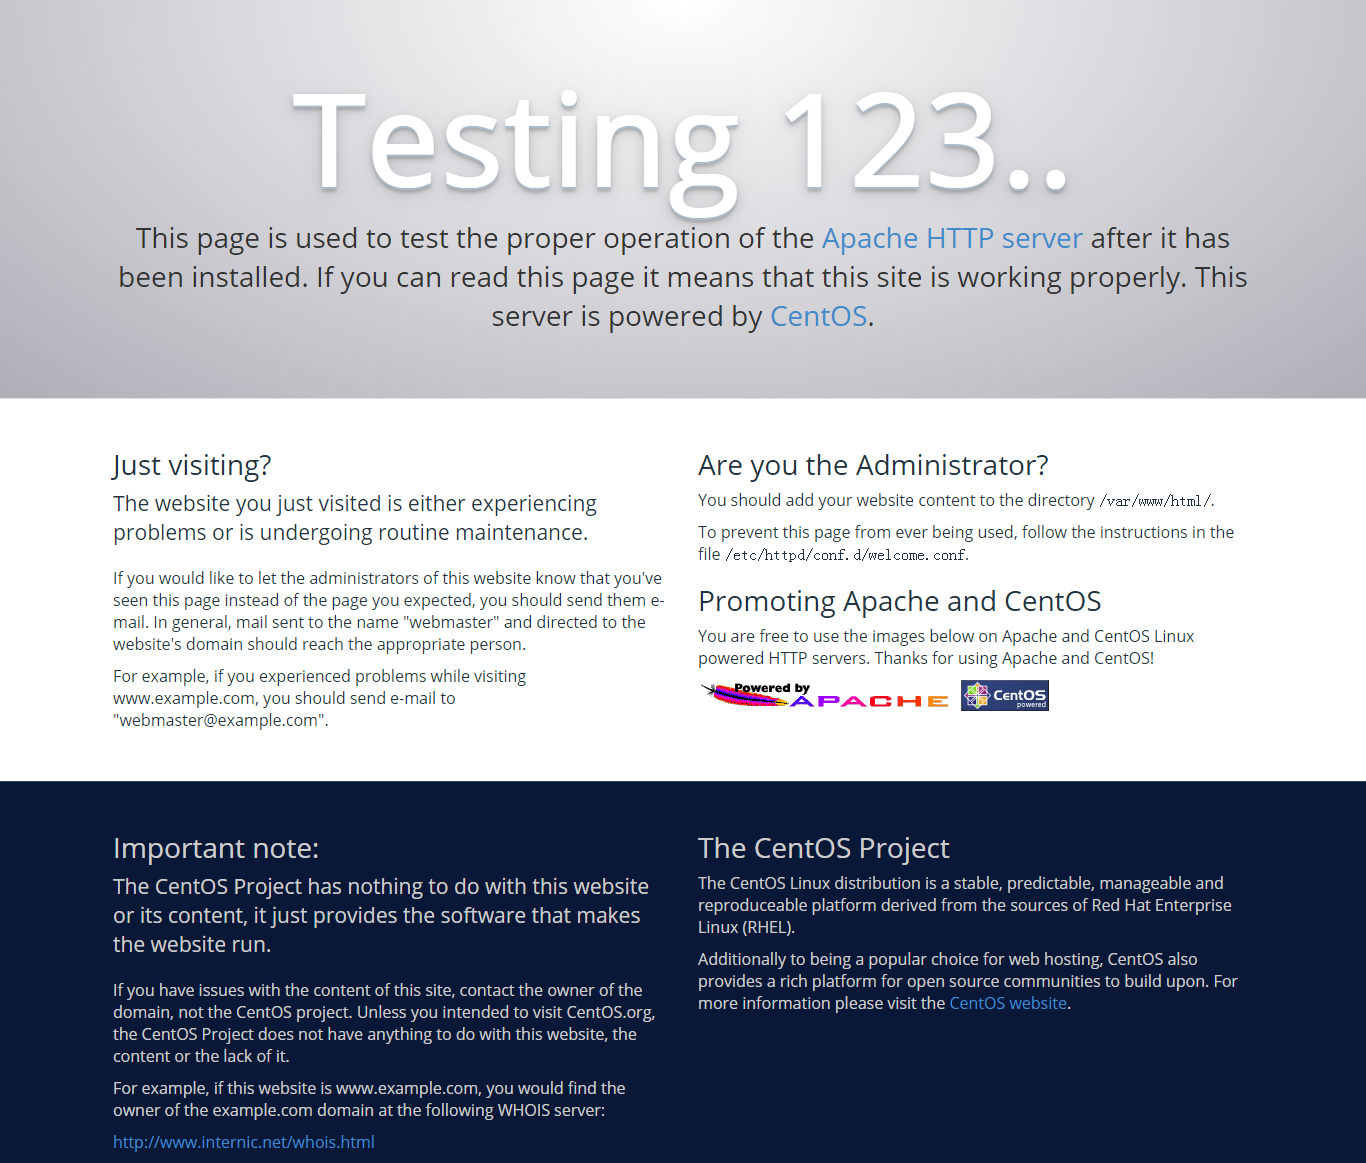 Testing 123..
This page is used to test the proper operation of the Apache HTTP server after it has
been installed. If you can read this page it means that this site is working properly. This
server is powered by CentOS.
Just visiting?
The website you just visited is either experiencing
problems or is undergoing routine maintenance.
If you would like to let the administrators of this website know that you've
seen this page instead of the page you expected, you should send them e-
mail. In general, mail sent to the name "webmaster" and directed to the
website's domain should reach the appropriate person.
For example, if you experienced problems while visiting
www.example.com, you should send e-mail to
"webmaster@example.com".
Are you the Administrator?
You should add your website content to the directory /var/www/html/.
To prevent this page from ever being used, follow the instructions in the
file /etc/httpd/conf.d/welcome.conf.
Promoting Apache and CentOS
You are free to use the images below on Apache and CentOS Linux
powered HTTP servers. Thanks for using Apache and CentOS!
Powered by
APACHE
CentOS
powered
Important note:
The CentOS Project has nothing to do with this website
or its content, it just provides the software that makes
the website run.
If you have issues with the content of this site, contact the owner of the
domain, not the CentOS project. Unless you intended to visit CentOS.org,
the CentOS Project does not have anything to do with this website, the
content or the lack of it.
For example, if this website is www.example.com, you would find the
owner of the example.com domain at the following WHOIS server:
http://www.internic.net/whois.html
The CentOS Project
The CentOS Linux distribution is a stable, predictable, manageable and
reproduceable platform derived from the sources of Red Hat Enterprise
Linux (RHEL).
Additionally to being a popular choice for web hosting, CentOS also
provides a rich platform for open source communities to build upon. For
more information please visit the CentOS website.